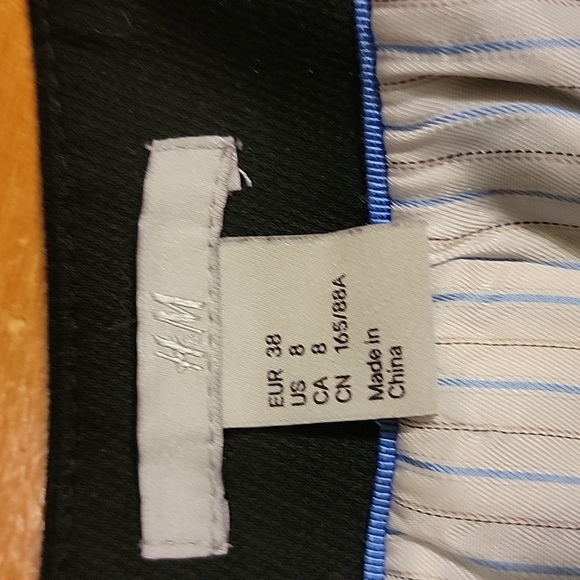 H&M
EUR 38
US 8
CA 8
CN 165/88A
Made in
China